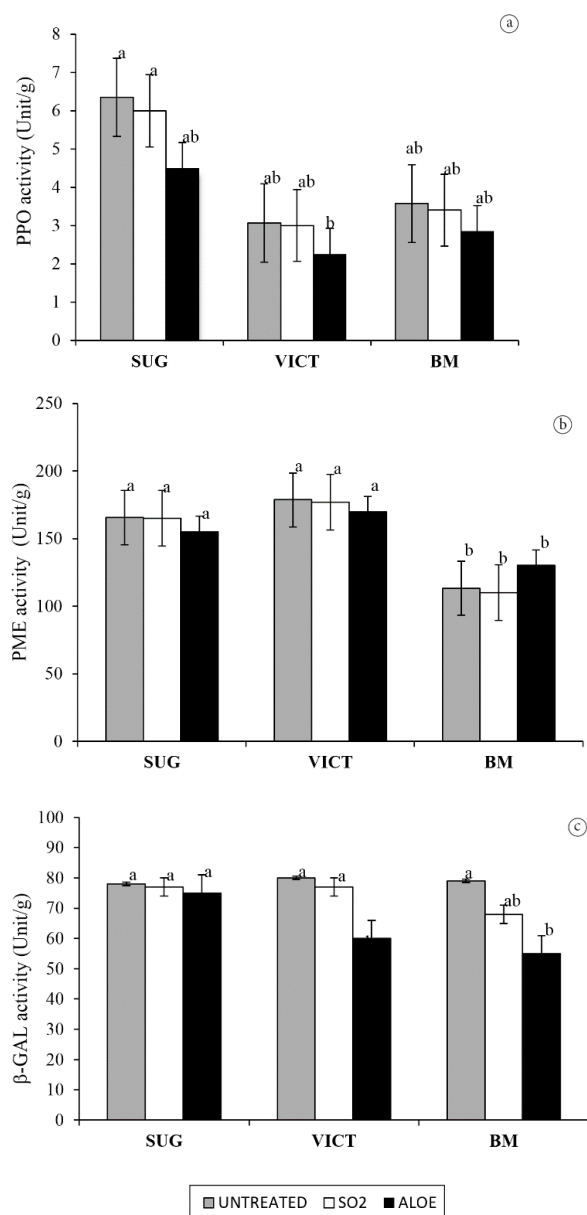 a
8
7
6
5
4
3
2
1
0
PPO activity (Unit/g)
a a ab
ab ab b
ab ab ab
SUG VICT BM
b
250
200
150
100
50
0
PME activity (Unit/g)
a a a
a a a
b b b
SUG VICT BM
c
100
90
80
70
60
50
40
30
20
10
0
β-GAL activity (Unit/g)
a a a
a a
a ab b
SUG VICT BM
UNTREATED SO2 ALOE